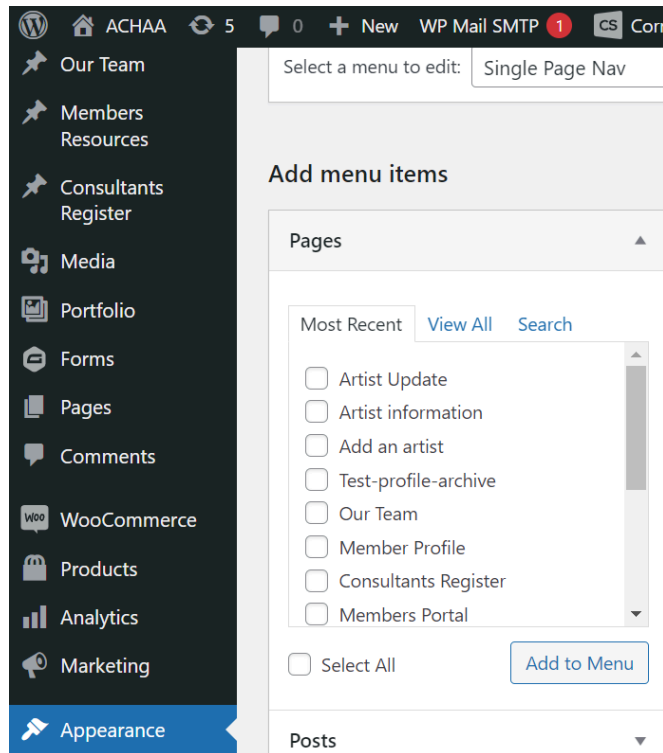 ACHAA 5 0 New WP Mail SMTP 1 CS Corn
Our Team
Members
Resources
Consultants
Register
Media
Portfolio
Forms
Pages
Comments
Woo WooCommerce
Products
Analytics
Marketing
Appearance
Select a menu to edit: Single Page Nav
Add menu items
Pages
Most Recent View All Search
Artist Update
Artist information
Add an artist
Test-profile-archive
Our Team
Member Profile
Consultants Register
Members Portal
Select All Add to Menu
Posts